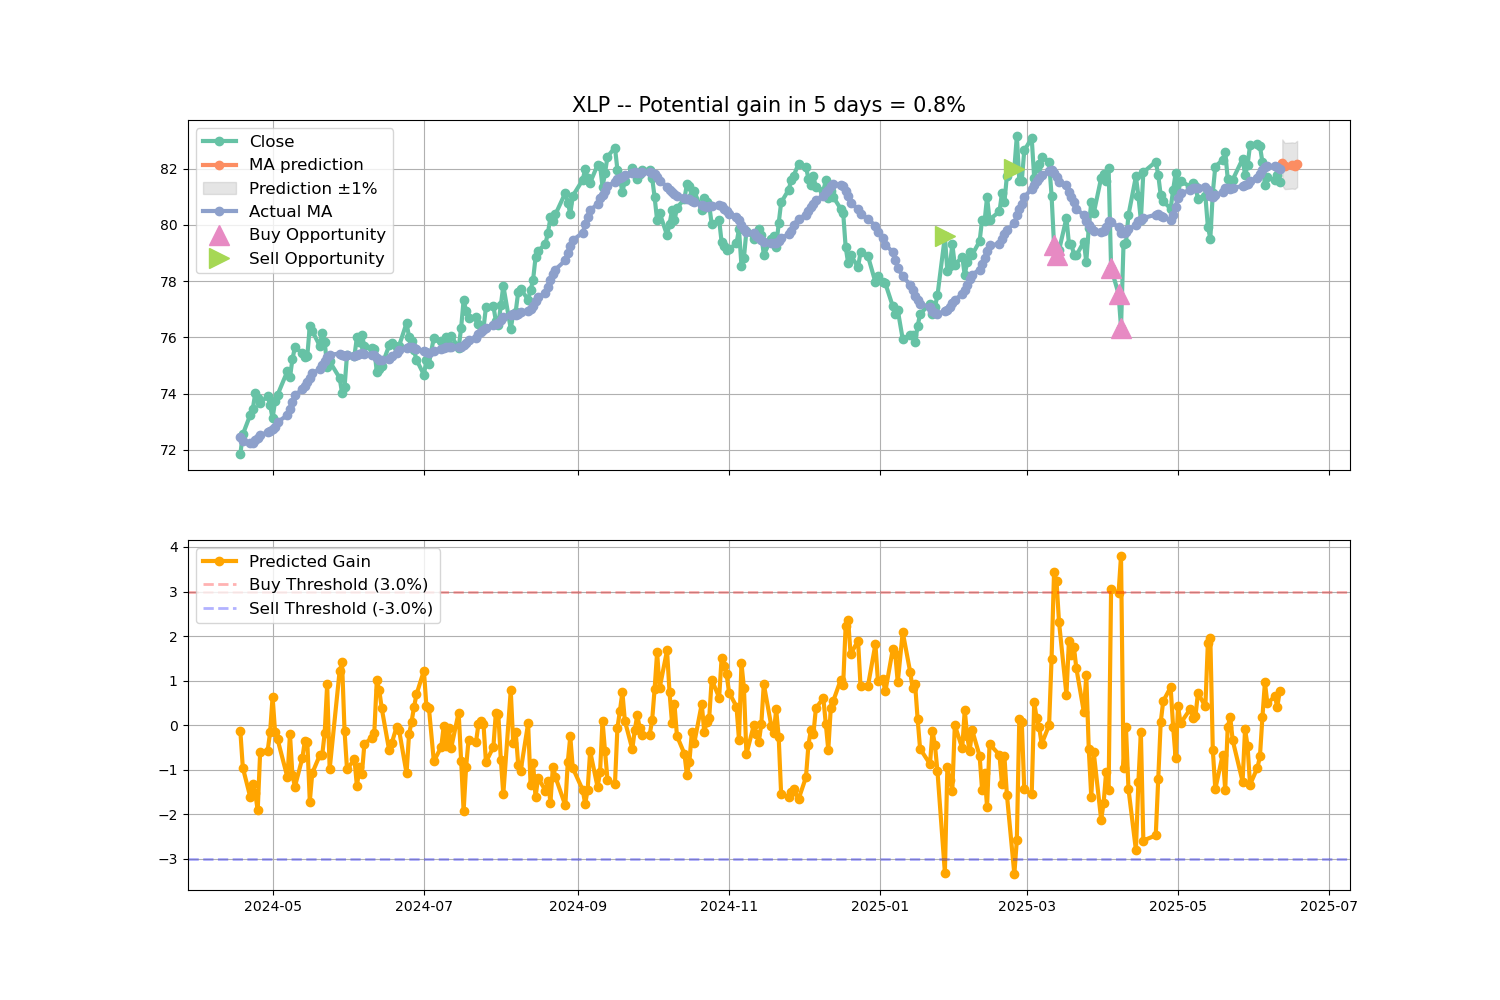 XLP -- Potential gain in 5 days = 0.8%
Close
MA prediction
Prediction ±1%
Actual MA
Buy Opportunity
Sell Opportunity
82
80
78
76
74
72
Predicted Gain
Buy Threshold (3.0%)
Sell Threshold (-3.0%)
4
3
2
1
0
−1
−2
−3
2024-05 2024-07 2024-09 2024-11 2025-01 2025-03 2025-05 2025-07